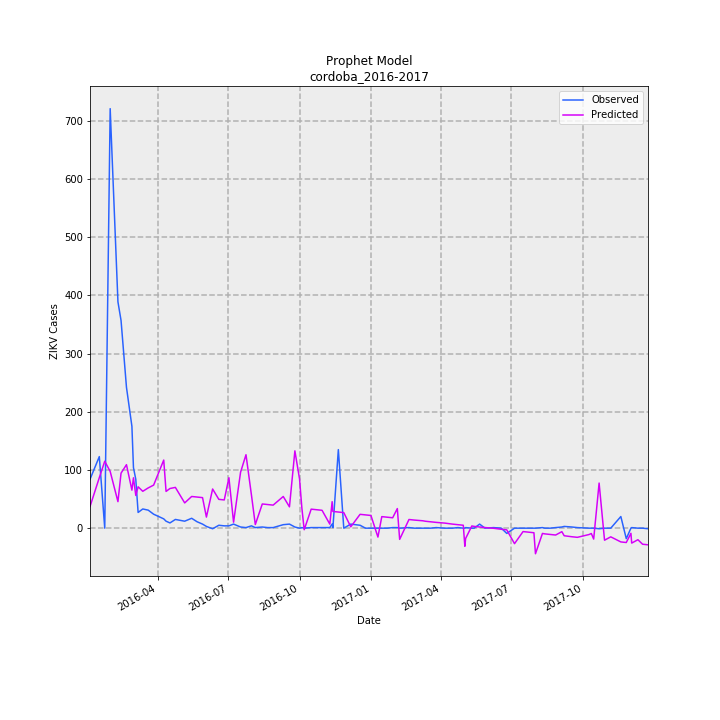 Prophet Model
cordoba_2016-2017
Observed
Predicted
700
600
500
400
300
200
100
0
ZIKV Cases
2016-04
2016-07
2016-10
2017-01
2017-04
2017-07
2017-10
Date